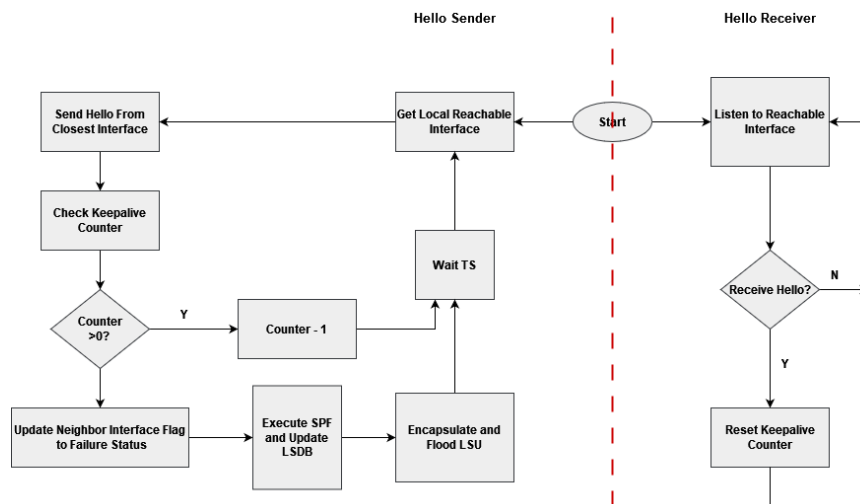 Hello Sender
Hello Receiver
Send Hello From
Closest Interface
Get Local Reachable
Interface
Start
Listen to Reachable
Interface
Check Keepalive
Counter
Wait TS
Receive Hello?
N
Counter
>0?
Y
Counter - 1
Y
Update Neighbor Interface Flag
to Failure Status
Execute SPF
and Update
LSDB
Encapsulate and
Flood LSU
Reset Keepalive
Counter